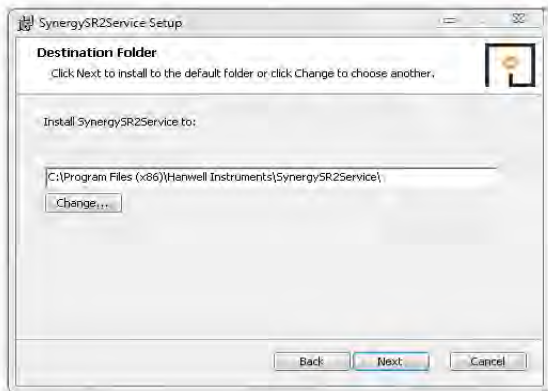 SynergySR2Service Setup
Destination Folder
Click Next to install to the default folder or click Change to choose another.
Install SynergySR2Service to:
C:\Program Files (x86)\Hanwell Instruments\SynergySR2Service\
Change...
Back Next Cancel